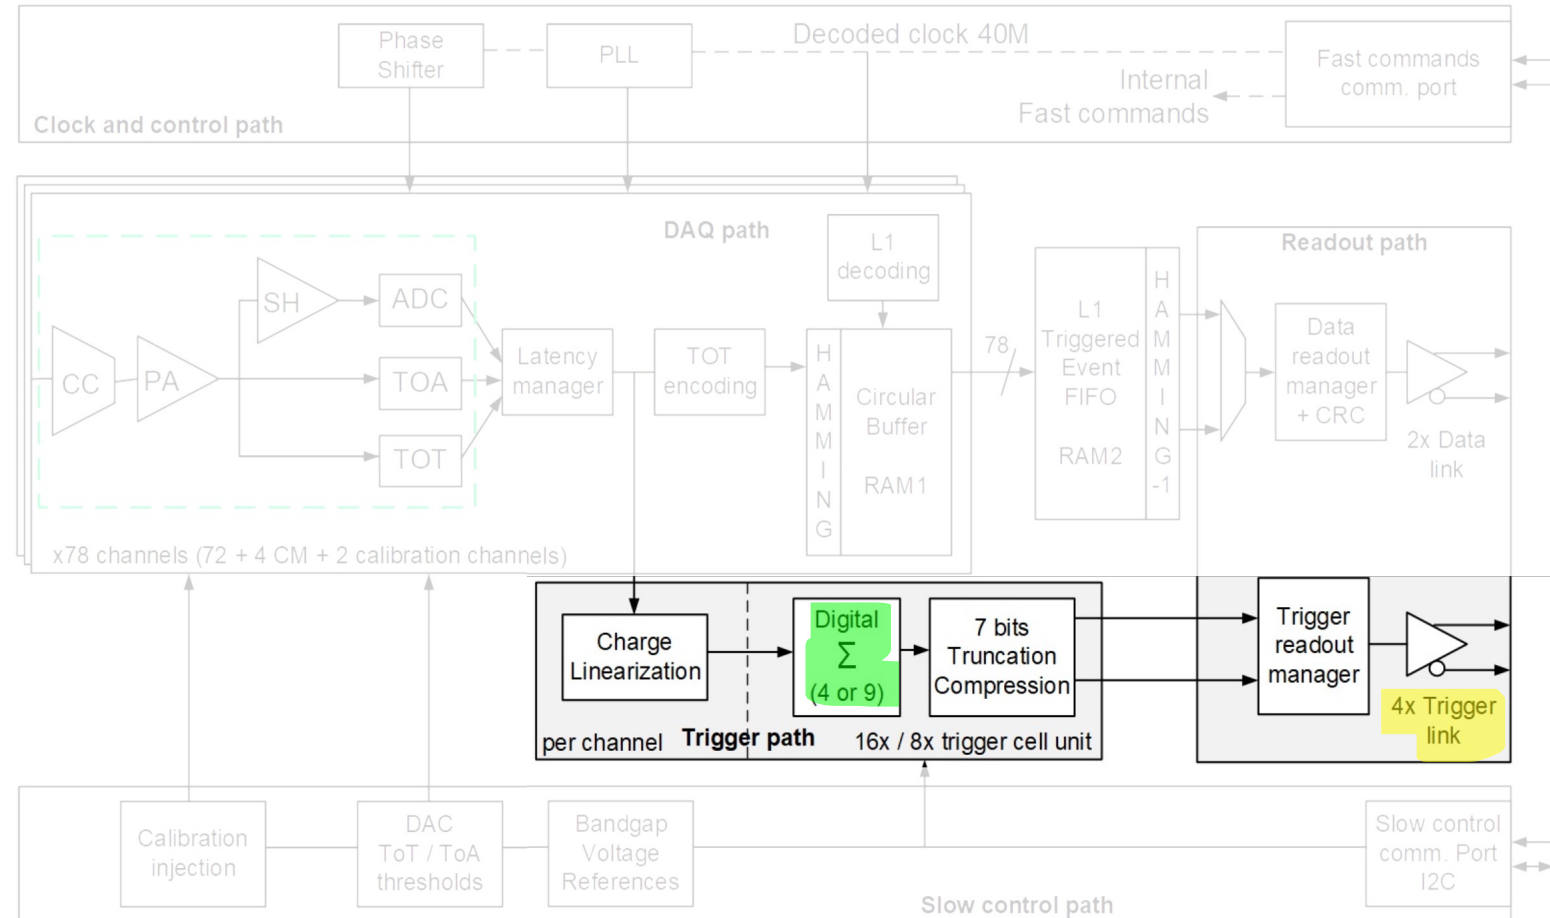 Phase
Shifter
PLL
Decoded clock 40M
Fast commands
comm. port
Internal
Fast commands
Clock and control path
DAQ path
L1
decoding
Readout path
SH
ADC
CC
PA
TOA
TOT
Latency
manager
TOT
encoding
HAMMING
Circular
Buffer
RAM1
78
L1
Triggered
Event
FIFO
RAM2
HAMMING-1
Data
readout
manager
+ CRC
2x Data
link
x78 channels (72 + 4 CM + 2 calibration channels)
Charge
Linearization
Digital
Σ
(4 or 9)
7 bits
Truncation
Compression
Trigger
readout
manager
4x Trigger
link
per channel
Trigger path
16x / 8x trigger cell unit
Calibration
injection
DAC
ToT / ToA
thresholds
Bandgap
Voltage
References
Slow control
comm. Port
I2C
Slow control path